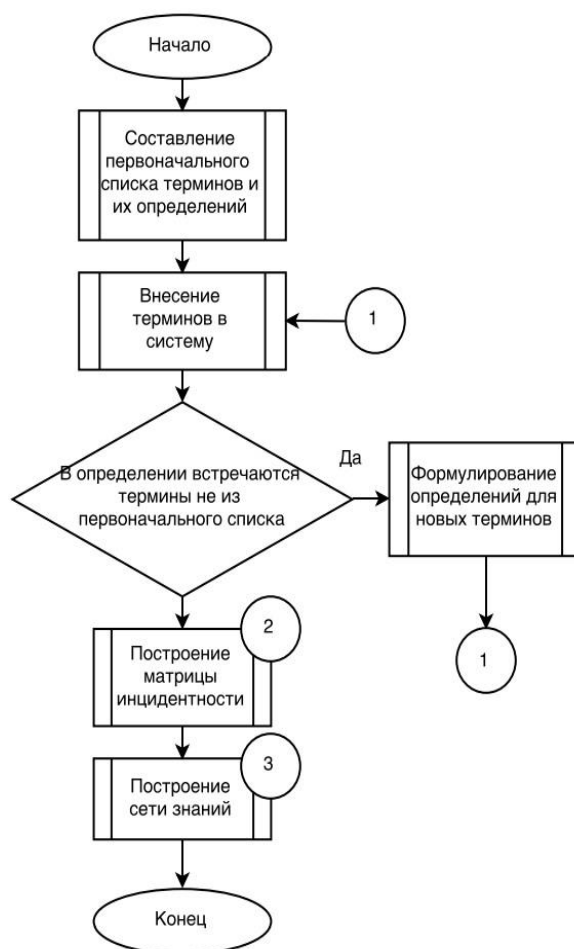 Начало
Составление
первоначального
списка терминов и
их определений
Внесение
терминов в
систему
1
В определении встречаются
термины не из
первоначального списка
Да
Формулирование
определений для
новых терминов
1
2
Построение
матрицы
инцидентности
3
Построение
сети знаний
Конец